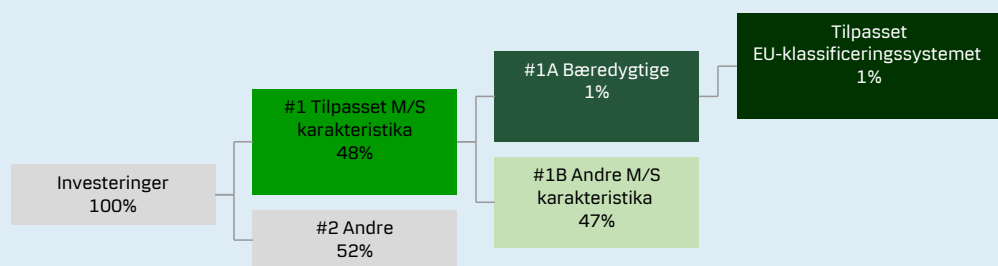 Investeringer
100%
#1 Tilpasset M/S
karakteristika
48%
#2 Andre
52%
#1A Bæredygtige
1%
#1B Andre M/S
karakteristika
47%
Tilpasset
EU-klassificeringssystemet
1%